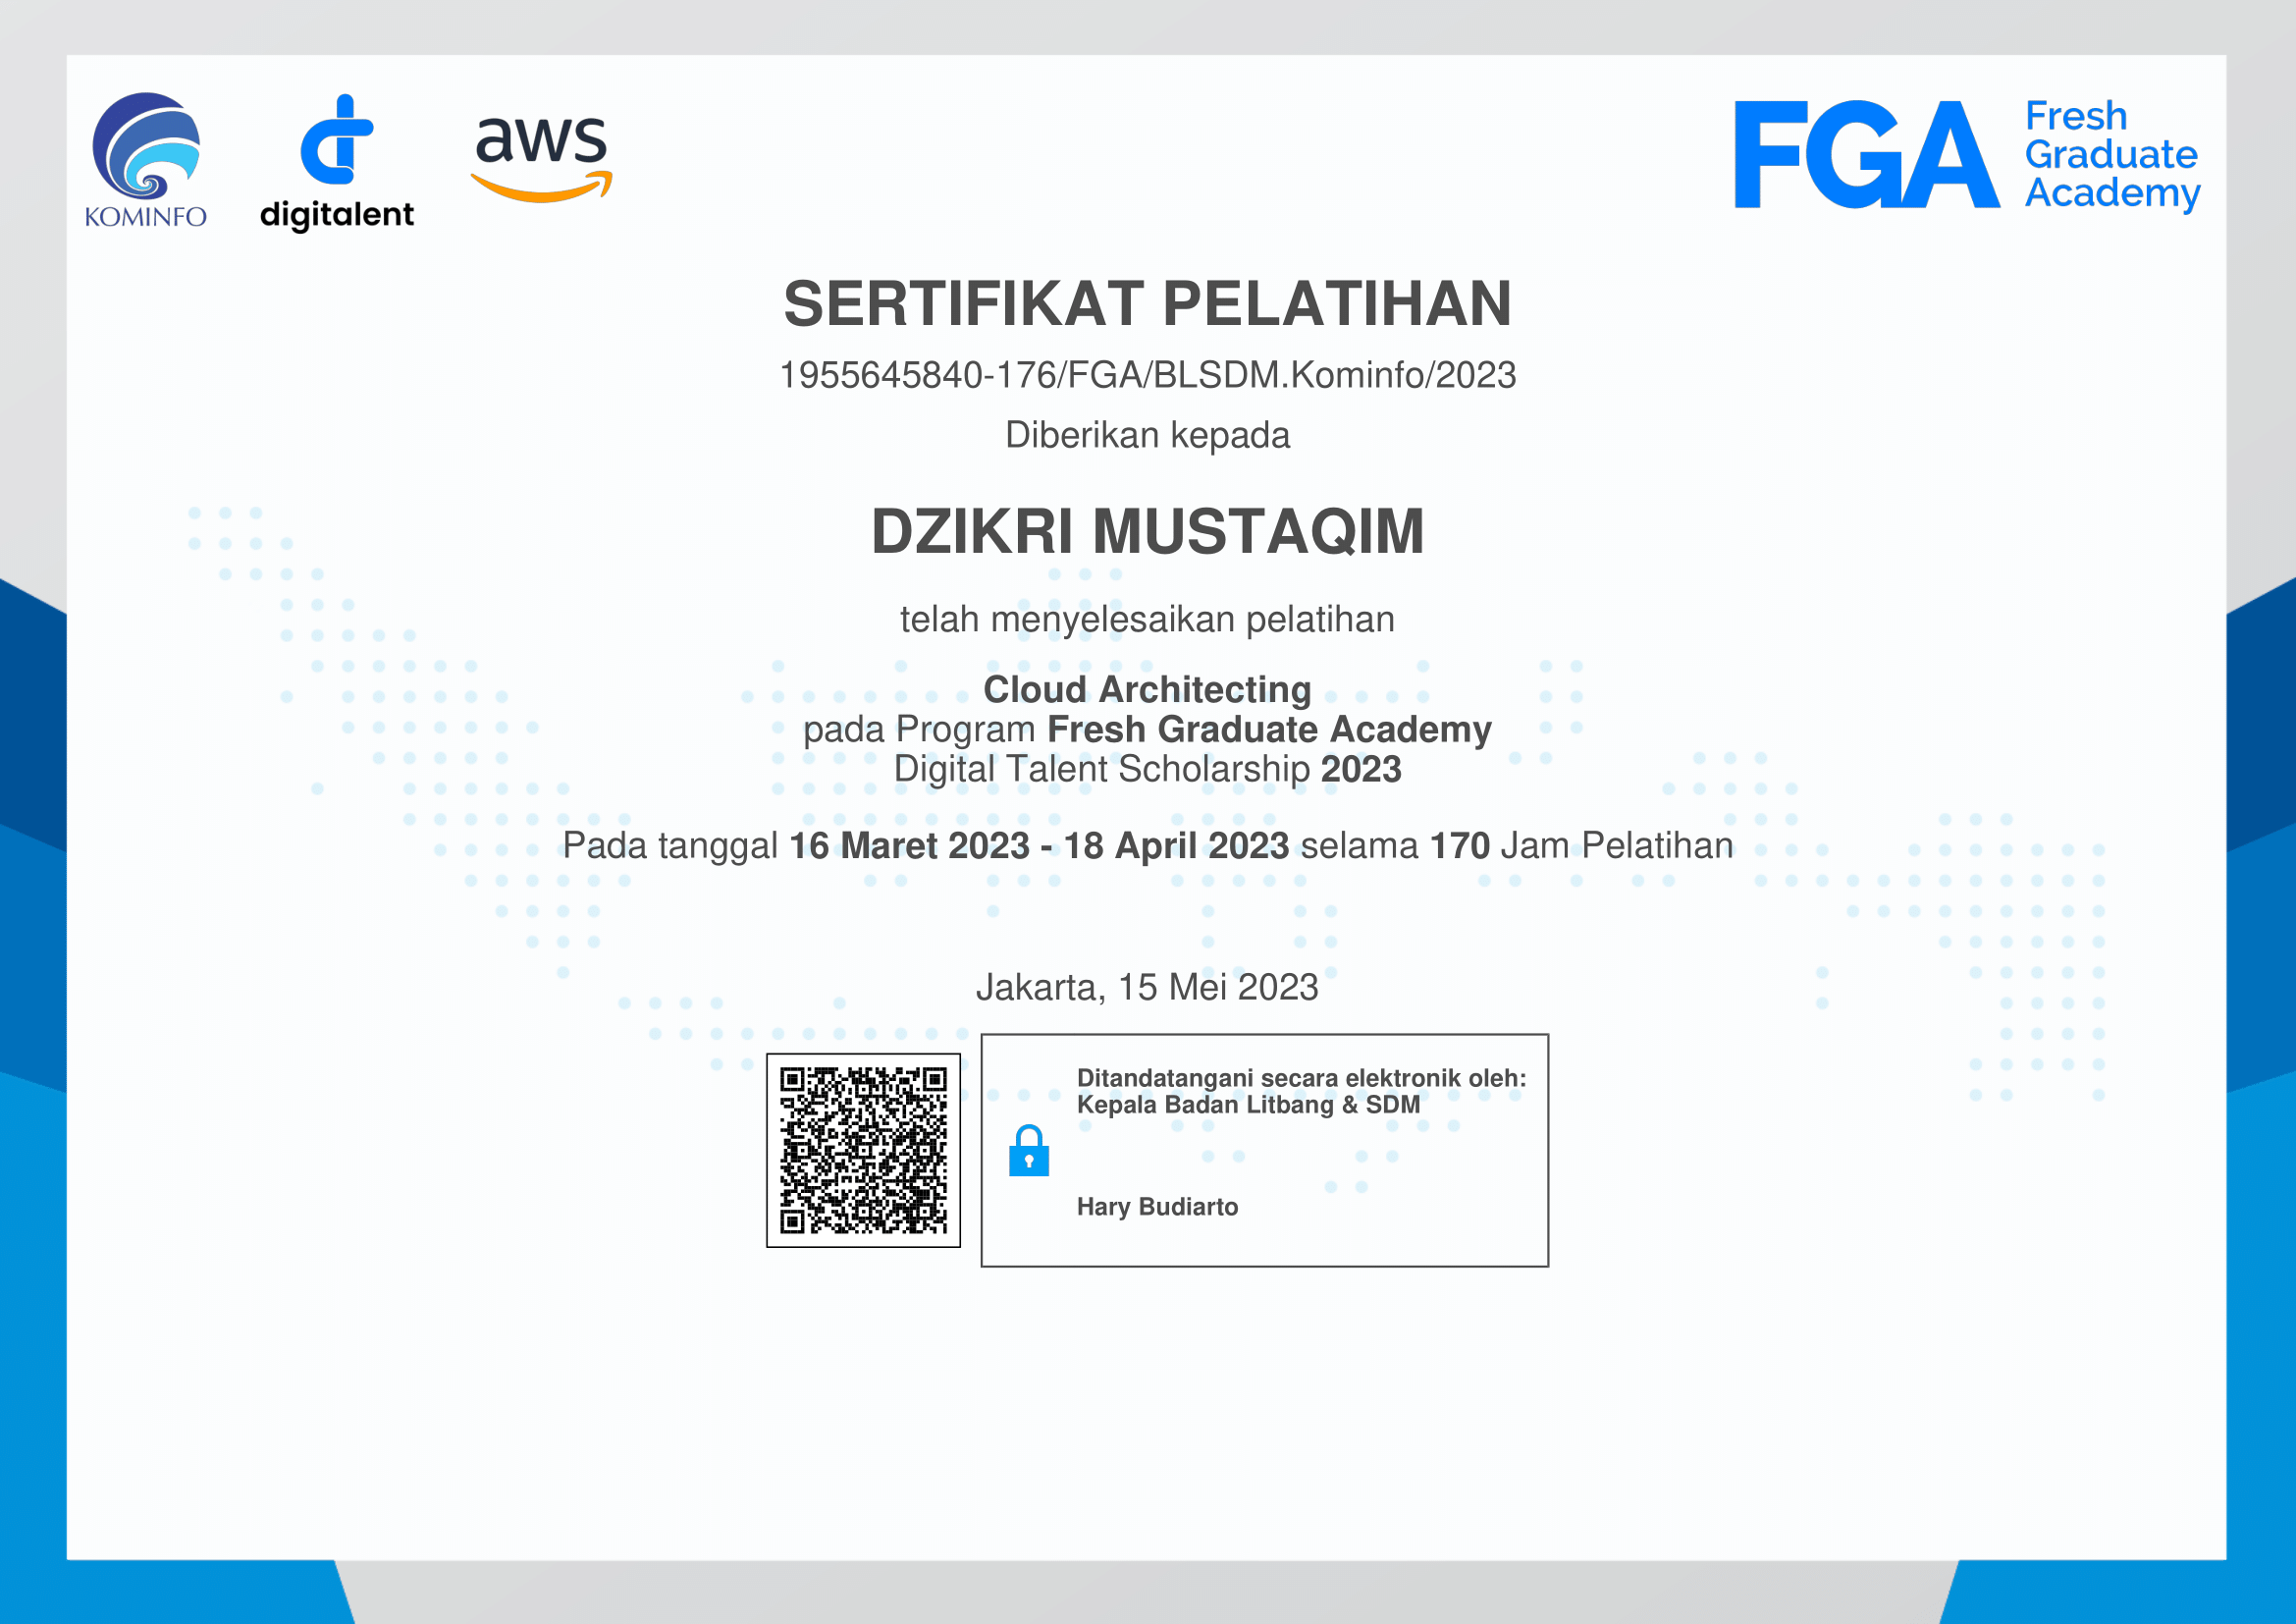 KOMINFO
digitalent
aws
FGA
Fresh
Graduate
Academy
SERTIFIKAT PELATIHAN
1955645840-176/FGA/BLSDM.Kominfo/2023
Diberikan kepada
DZIKRI MUSTAQIM
telah menyelesaikan pelatihan
Cloud Architecting
pada Program Fresh Graduate Academy
Digital Talent Scholarship 2023
Pada tanggal 16 Maret 2023 - 18 April 2023 selama 170 Jam Pelatihan
Jakarta, 15 Mei 2023
Ditandatangani secara elektronik oleh:
Kepala Badan Litbang & SDM
Hary Budiarto